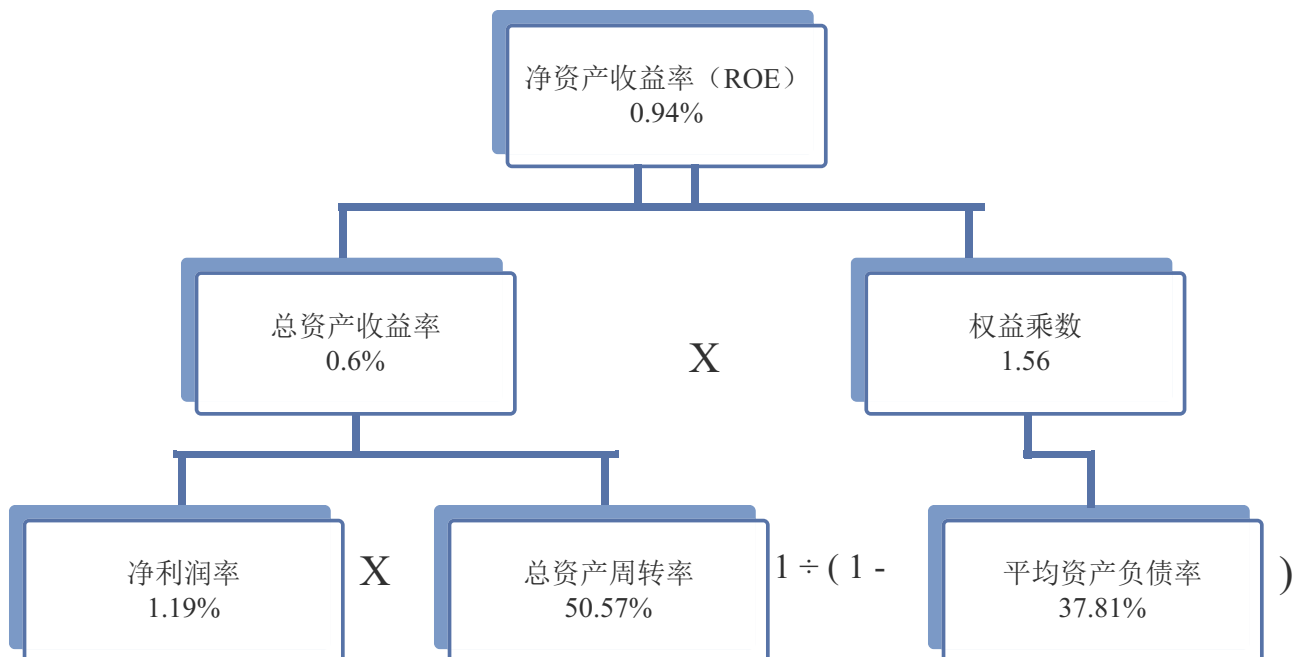 净资产收益率（ROE）
0.94%
总资产收益率
0.6%
X
权益乘数
1.56
净利润率
1.19%
X
总资产周转率
50.57%
1 ÷ ( 1 -
平均资产负债率
37.81%
)